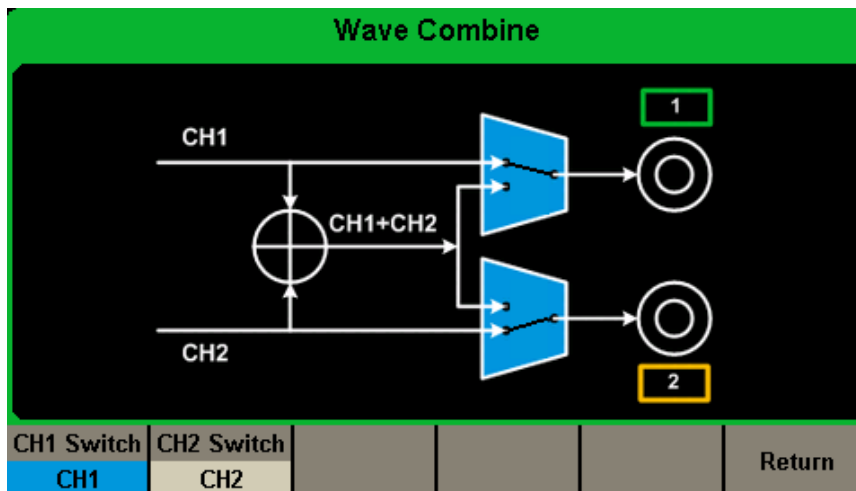 Wave Combine
1
CH1
CH1+CH2
CH2
2
CH1 Switch CH2 Switch
CH1 CH2
Return